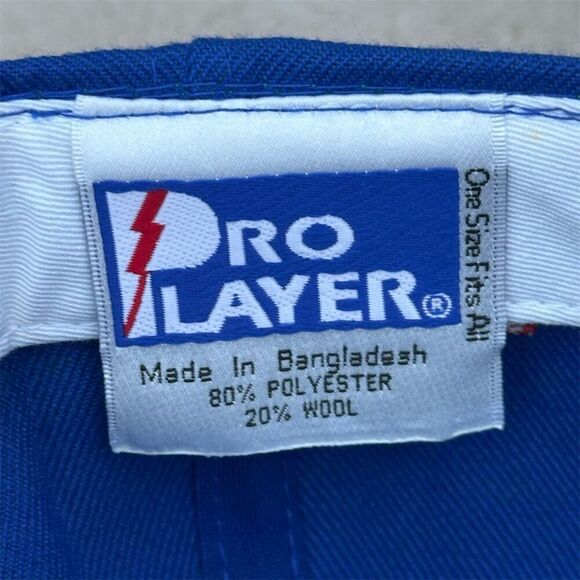 PRO
PLAYER®
One Size Fits All
Made In Bangladesh
80% POLYESTER
20% WOOL